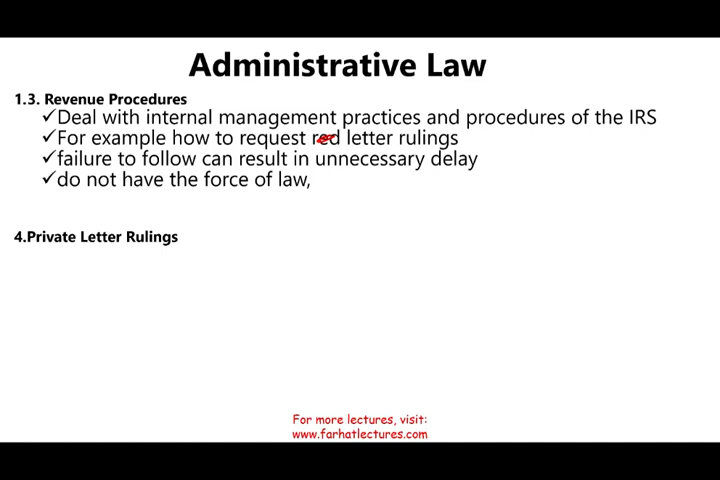 Administrative Law
1.3. Revenue Procedures
✓Deal with internal management practices and procedures of the IRS
✓For example how to request red letter rulings
✓failure to follow can result in unnecessary delay
✓do not have the force of law,
4.Private Letter Rulings
For more lectures, visit:
www.farhatlectures.com